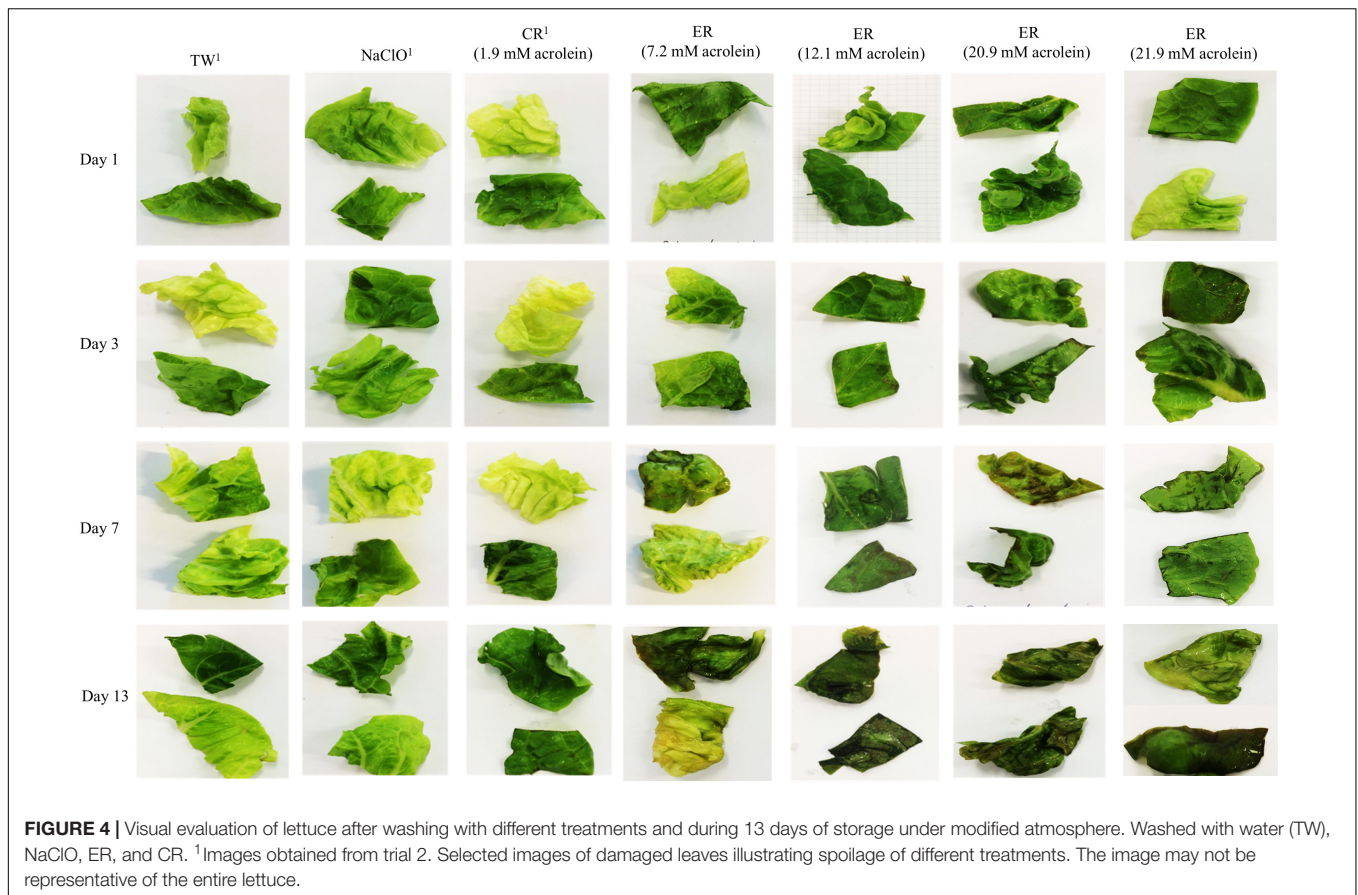 TW¹
NaClO¹
CR¹
(1.9 mM acrolein)
ER
(7.2 mM acrolein)
ER
(12.1 mM acrolein)
ER
(20.9 mM acrolein)
ER
(21.9 mM acrolein)
Day 1
Day 3
Day 7
Day 13
FIGURE 4 | Visual evaluation of lettuce after washing with different treatments and during 13 days of storage under modified atmosphere. Washed with water (TW),
NaClO, ER, and CR. ¹Images obtained from trial 2. Selected images of damaged leaves illustrating spoilage of different treatments. The image may not be
representative of the entire lettuce.